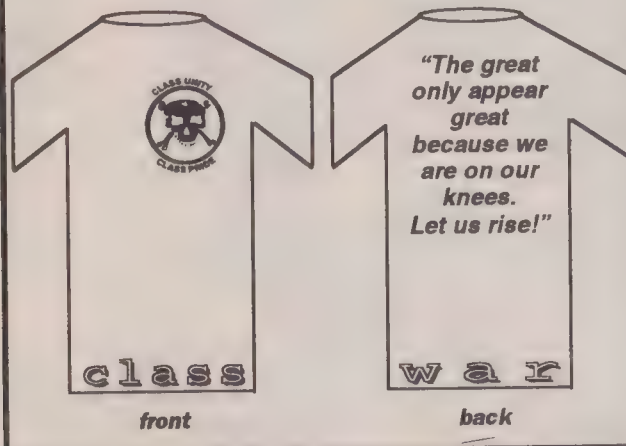 CLASS UNITY
CLASS PRIDE
class
front
"The great
only appear
great
because we
are on our
knees.
Let us rise!"
war
back